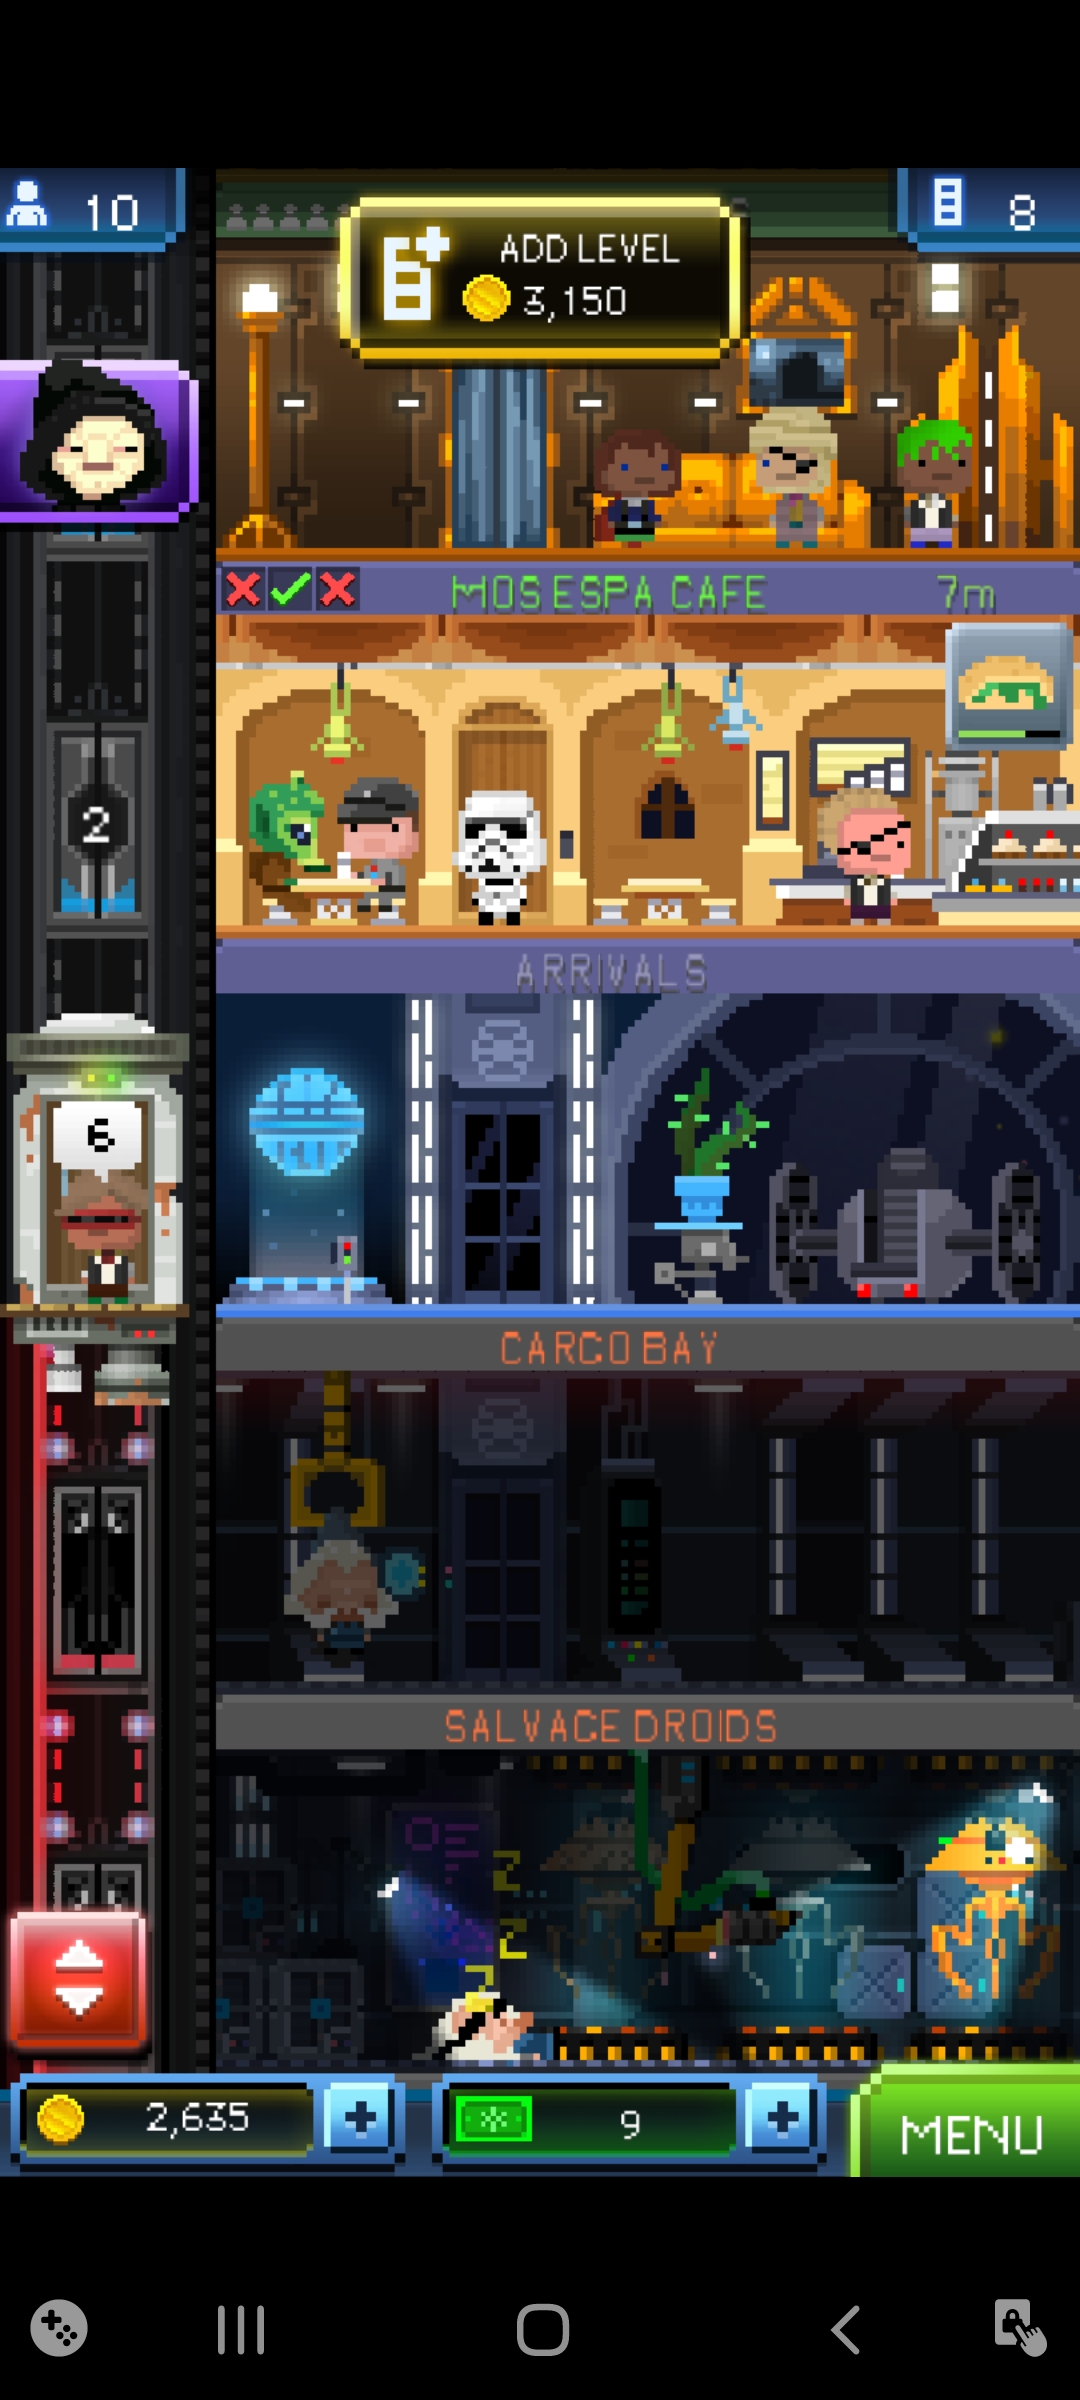 10
ADD LEVEL
3,150
8
MOS ESPA CAFE
7m
2
ARRIVALS
6
CARGO BAY
SALVAGE DROIDS
2,635
9
MENU